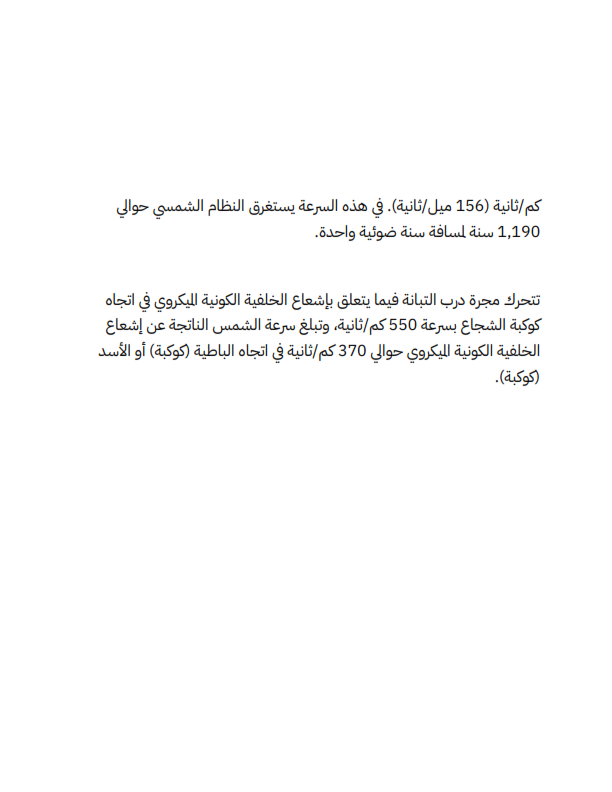 كم/ثانية (156 ميل/ثانية). في هذه السرعة يستغرق النظام الشمسي حوالي
1,190 سنة لمسافة سنة ضوئية واحدة.
تتحرك مجرة درب التبانة فيما يتعلق بإشعاع الخلفية الكونية الميكروي في اتجاه
كوكبة الشجاع بسرعة 550 كم/ثانية، وتبلغ سرعة الشمس الناتجة عن إشعاع
الخلفية الكونية الميكروي حوالي 370 كم/ثانية في اتجاه الباطية (كوكبة) أو الأسد
(كوكبة).